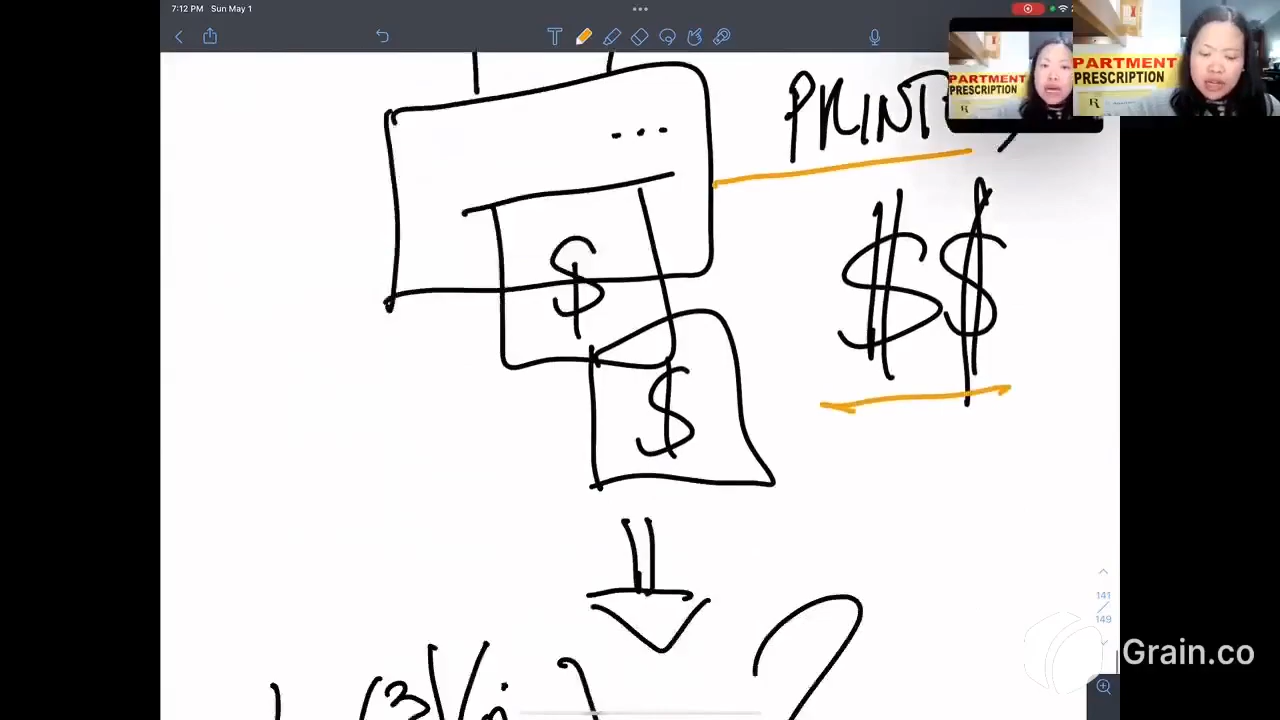 7:12 PM Sun May 1
PARTMENT
PRESCRIPTION
PARTMENT
PRESCRIPTION
...
PRINT
$$
$
$
?
141
149
Grain.co